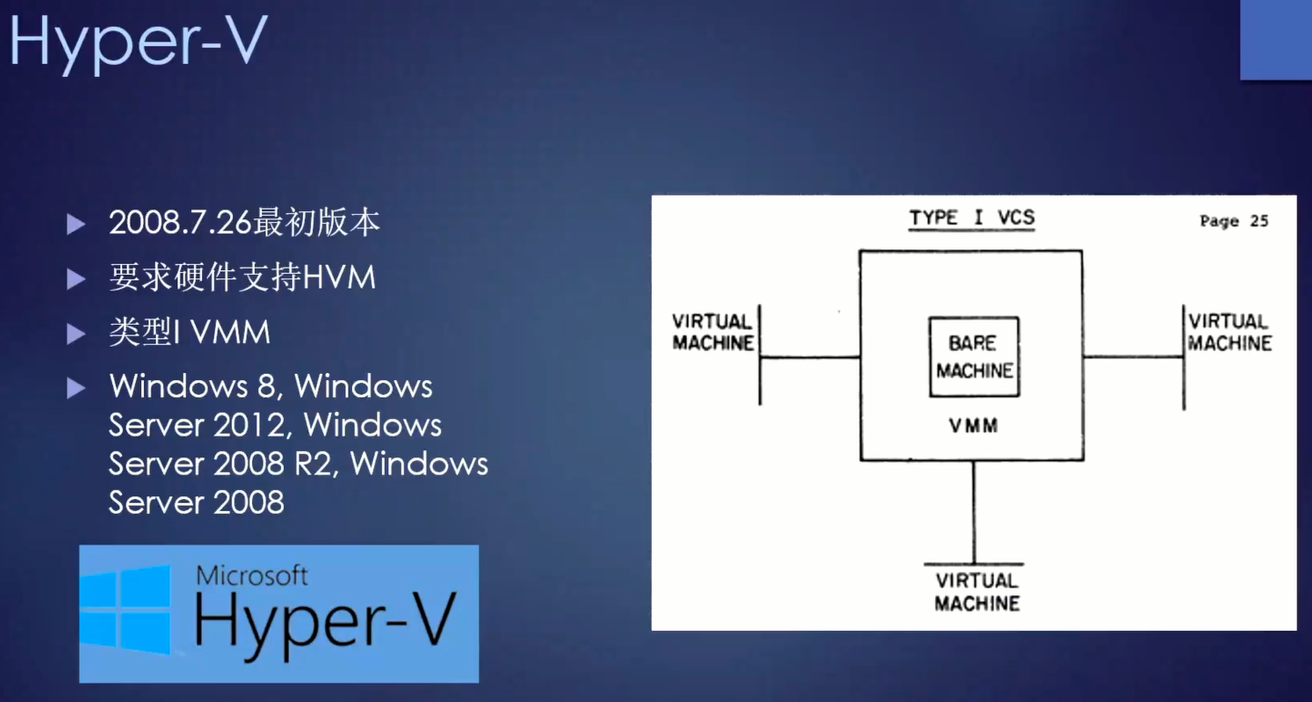 Hyper-V
2008.7.26最初版本
要求硬件支持HVM
类型I VMM
Windows 8, Windows
Server 2012, Windows
Server 2008 R2, Windows
Server 2008
Microsoft
Hyper-V
TYPE I VCS
Page 25
VIRTUAL
MACHINE
BARE
MACHINE
VMM
VIRTUAL
MACHINE
VIRTUAL
MACHINE